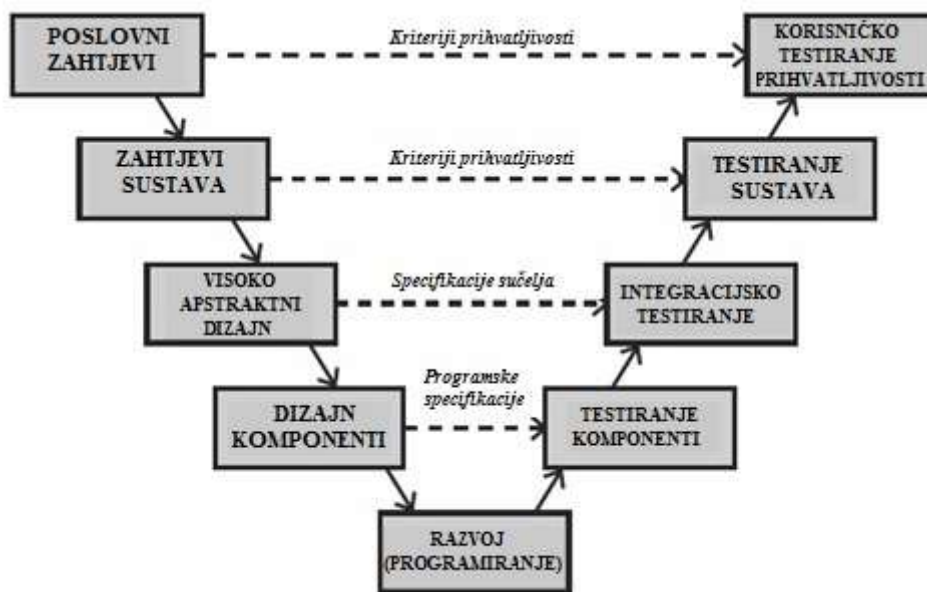 POSLOVNI
ZAHTJEVI
Kriteriji prihvatljivosti
KORISNIČKO
TESTIRANJE
PRIHVATLJIVOSTI
ZAHTJEVI
SUSTAVA
Kriteriji prihvatljivosti
TESTIRANJE
SUSTAVA
VISOKO
APSTRAKTNI
DIZAJN
Specifikacije sučelja
INTEGRACIJSKO
TESTIRANJE
DIZAJN
KOMPONENTI
Programske
specifikacije
TESTIRANJE
KOMPONENTI
RAZVOJ
(PROGRAMIRANJE)